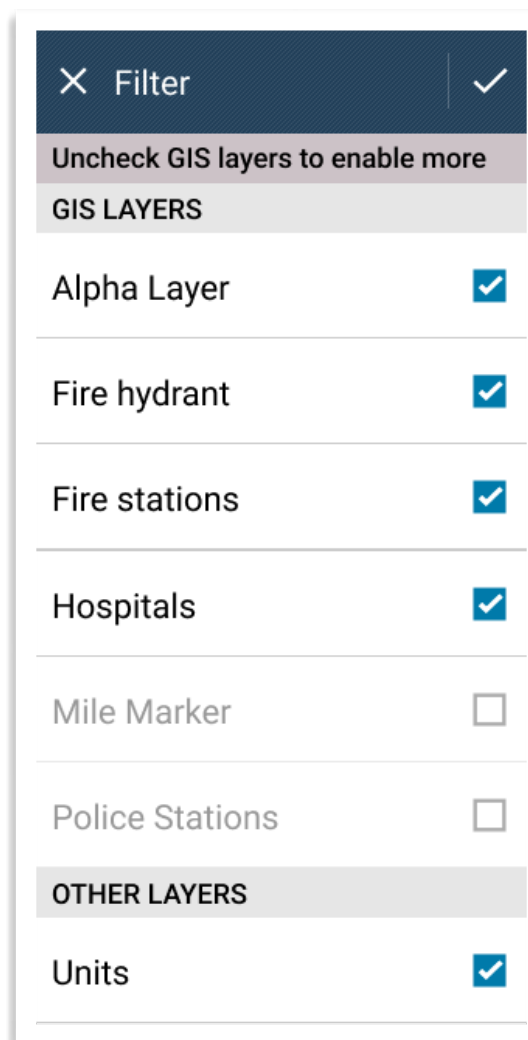 Filter
Uncheck GIS layers to enable more
GIS LAYERS
Alpha Layer
Fire hydrant
Fire stations
Hospitals
Mile Marker
Police Stations
OTHER LAYERS
Units